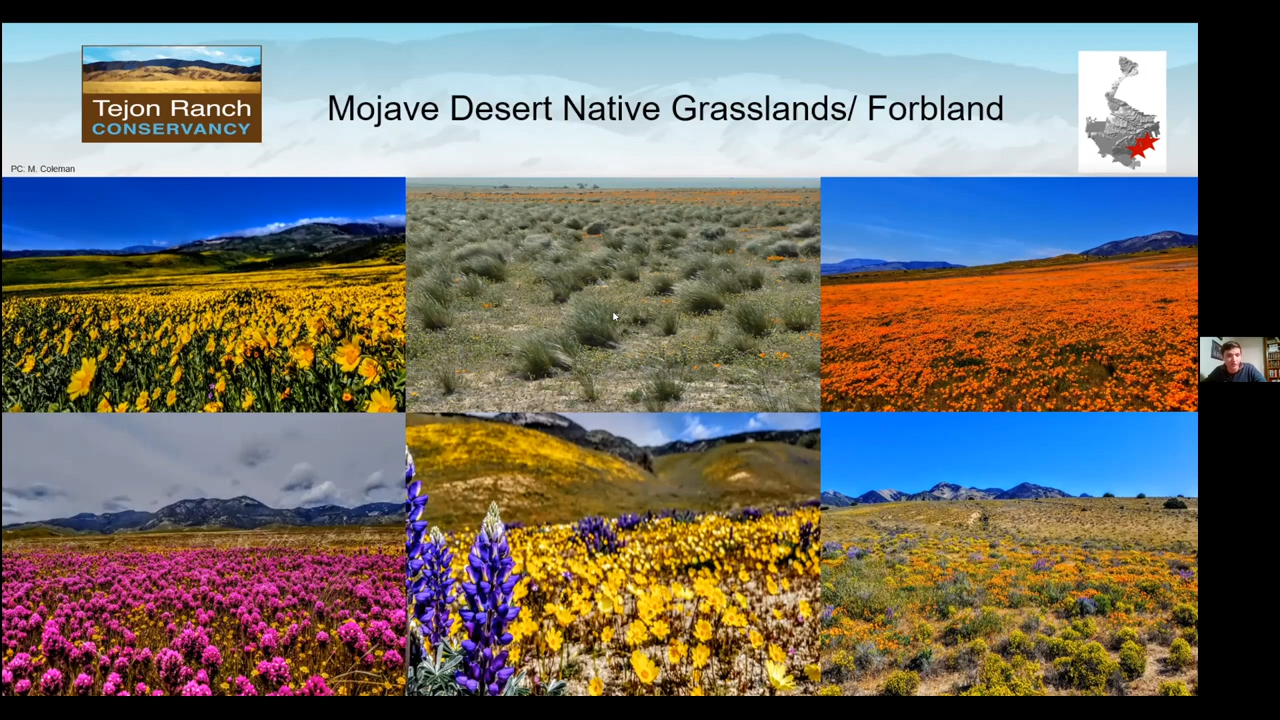 Tejon Ranch
CONSERVANCY
Mojave Desert Native Grasslands/ Forbland
PC: M. Coleman